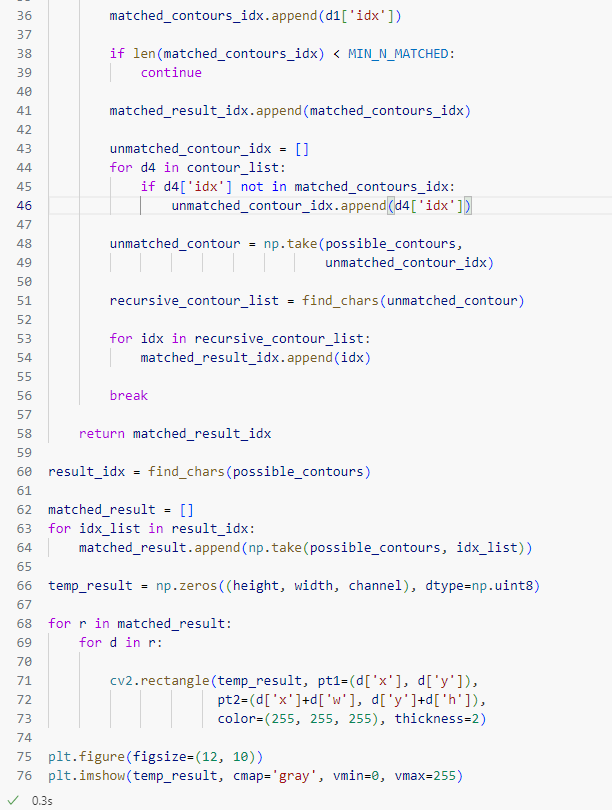 36 matched_contours_idx.append(d1['idx'])
37
38 if len(matched_contours_idx) < MIN_N_MATCHED:
39 continue
40
41 matched_result_idx.append(matched_contours_idx)
42
43 unmatched_contour_idx = []
44 for d4 in contour_list:
45 if d4['idx'] not in matched_contours_idx:
46 unmatched_contour_idx.append(d4['idx'])
47
48 unmatched_contour = np.take(possible_contours,
49 unmatched_contour_idx)
50
51 recursive_contour_list = find_chars(unmatched_contour)
52
53 for idx in recursive_contour_list:
54 matched_result_idx.append(idx)
55
56 break
57
58 return matched_result_idx
59
60 result_idx = find_chars(possible_contours)
61
62 matched_result = []
63 for idx_list in result_idx:
64 matched_result.append(np.take(possible_contours, idx_list))
65
66 temp_result = np.zeros((height, width, channel), dtype=np.uint8)
67
68 for r in matched_result:
69 for d in r:
70
71 cv2.rectangle(temp_result, pt1=(d['x'], d['y']),
72 pt2=(d['x']+d['w'], d['y']+d['h']),
73 color=(255, 255, 255), thickness=2)
74
75 plt.figure(figsize=(12, 10))
76 plt.imshow(temp_result, cmap='gray', vmin=0, vmax=255)
✓ 0.3s